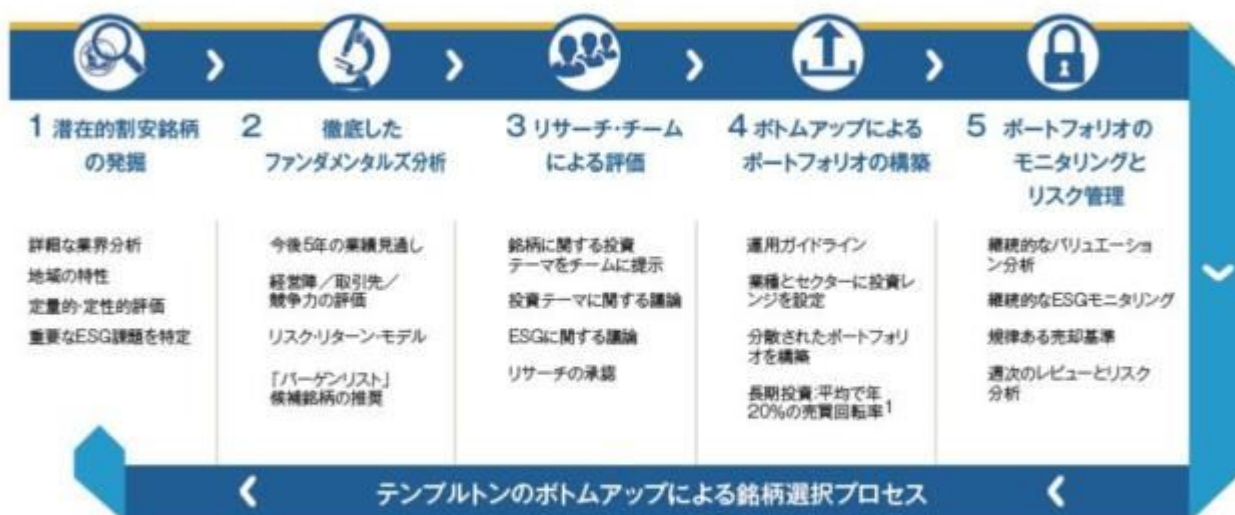 1 潜在的割安銘柄
の発掘
詳細な業界分析
地域の特性
定量的・定性的評価
重要なESG課題を特定
2 徹底した
ファンダメンタルズ分析
今後5年の業績見通し
経営陣／取引先／
競争力の評価
リスク・リターン・モデル
「バーゲンリスト」
候補銘柄の推奨
3 リサーチ・チーム
による評価
銘柄に関する投資
テーマをチームに提示
投資テーマに関する議論
ESGに関する議論
リサーチの承認
4 ボトムアップによる
ポートフォリオの構築
運用ガイドライン
業種とセクターに投資レ
ンジを設定
分散されたポートフォリ
オを構築
長期投資:平均で年
20%の売買回転率1
5 ポートフォリオの
モニタリングと
リスク管理
継続的なバリュエーショ
ン分析
継続的なESGモニタリング
規律ある売却基準
週次のレビューとリスク
分析
テンプルトンのボトムアップによる銘柄選択プロセス